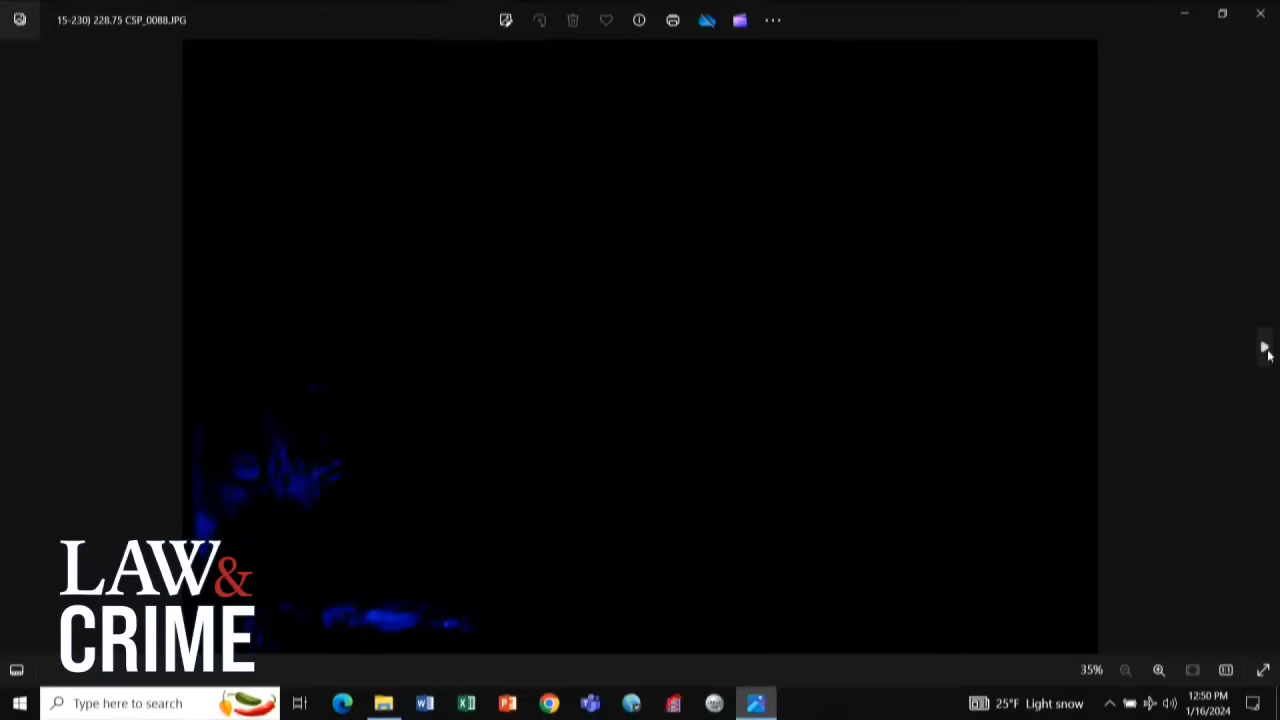 15-230) 228.75 CSP_0088.JPG
LAW&
CRIME
35%
Type here to search
25°F Light snow
12:50 PM
1/16/2024